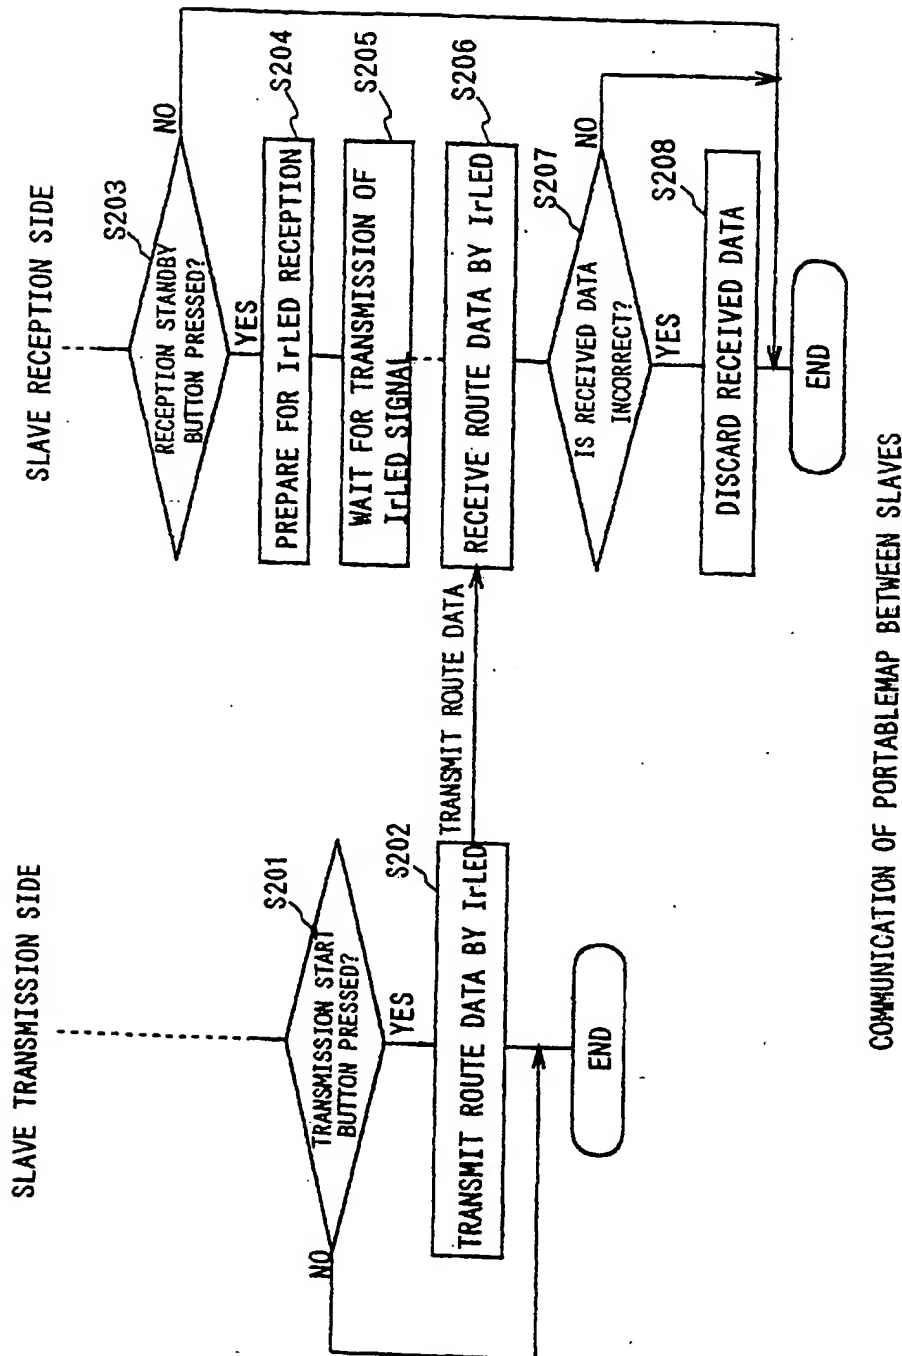 SLAVE TRANSMISSION SIDE
TRANSMISSION START
BUTTON PRESSED?
S201
NO
YES
S202
TRANSMIT ROUTE DATA BY IrLED
END
TRANSMIT ROUTE DATA
SLAVE RECEPTION SIDE
S203
RECEPTION STANDBY
BUTTON PRESSED?
NO
YES
S204
PREPARE FOR IrLED RECEPTION
S205
WAIT FOR TRANSMISSION OF
IrLED SIGNAL
S206
RECEIVE ROUTE DATA BY IrLED
S207
IS RECEIVED DATA
INCORRECT?
NO
YES
S208
DISCARD RECEIVED DATA
END
COMMUNICATION OF PORTABLEMAP BETWEEN SLAVES